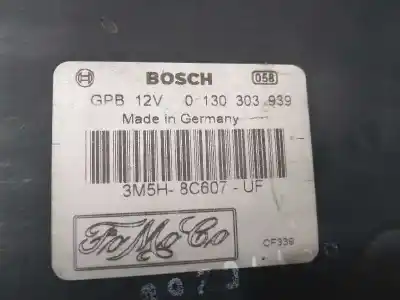 BOSCH 058
GPB 12V 0 130 303 939
Made in Germany
3M5H- 8C607 - UF
FoMoCo
CF339